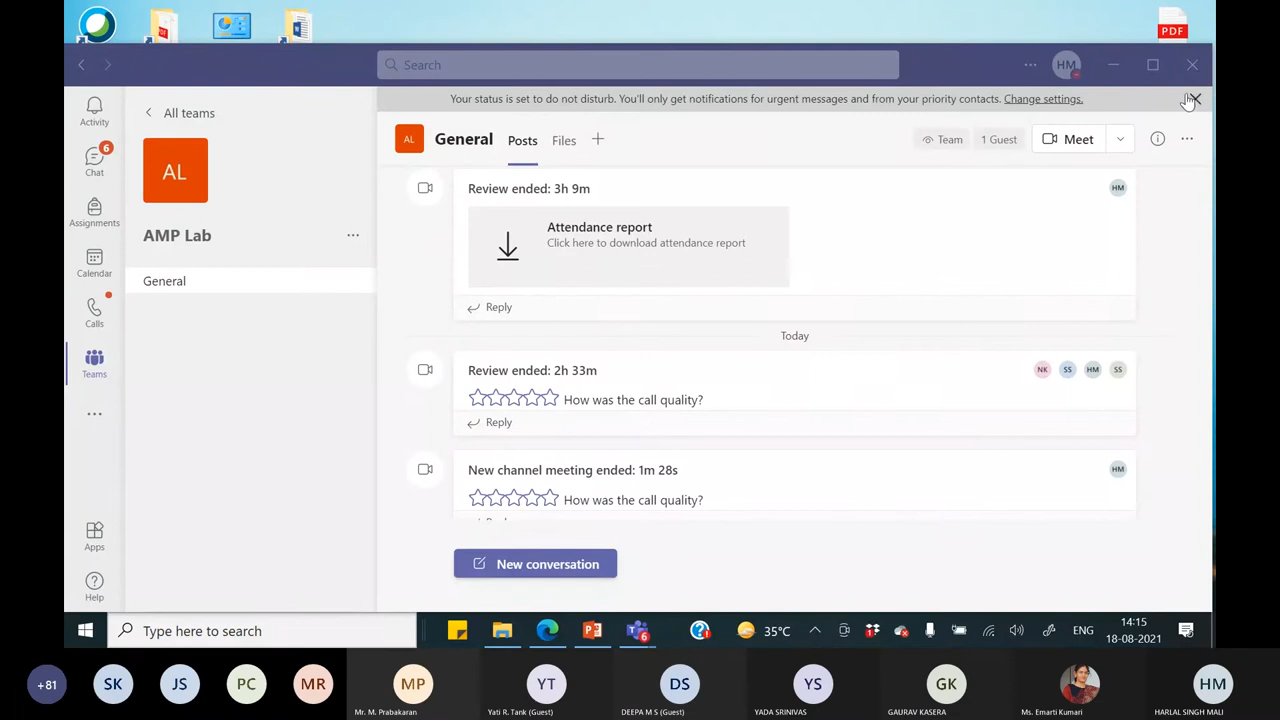 PDF
Search
HM
Your status is set to do not disturb. You'll only get notifications for urgent messages and from your priority contacts. Change settings.
Activity
All teams
AL
General
Posts
Files
Team
1 Guest
Meet
6
Chat
AL
Review ended: 3h 9m
HM
Assignments
Attendance report
Click here to download attendance report
AMP Lab
Calendar
General
Reply
Calls
Today
Teams
Review ended: 2h 33m
NK
SS
HM
SS
How was the call quality?
Reply
New channel meeting ended: 1m 28s
HM
How was the call quality?
Apps
New conversation
Help
Type here to search
6
35°C
ENG
14:15
18-08-2021
+81
SK
JS
PC
MR
MP
YT
DS
YS
GK
HM
Mr. M. Prabakaran
Yati R. Tank (Guest)
DEEPA M S (Guest)
YADA SRINIVAS
GAURAV KASERA
Ms. Emarti Kumari
HARLAL SINGH MALI